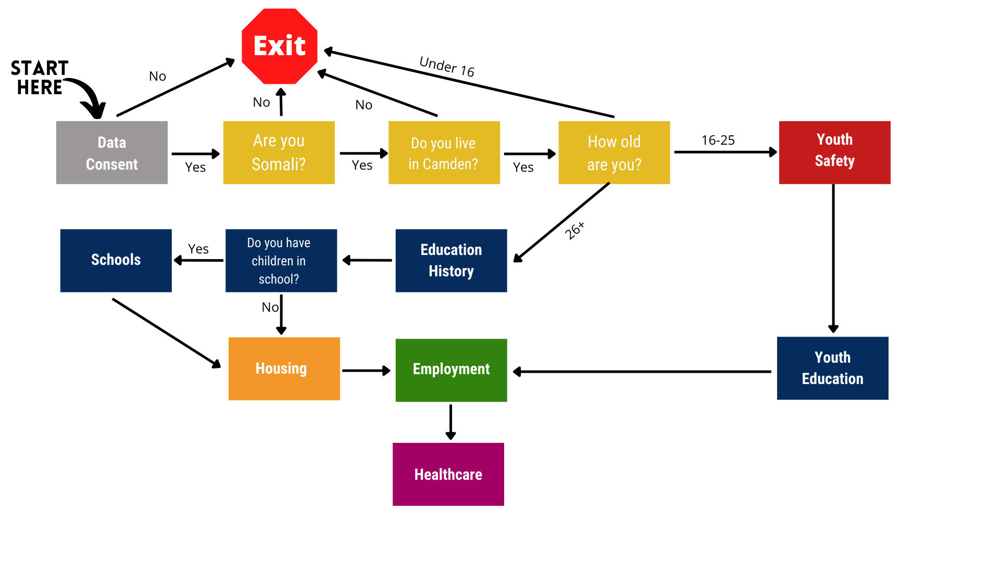 Exit
START
HERE
No
No
No
Under 16
Data
Consent
Yes
Are you
Somali?
Yes
Do you live
in Camden?
Yes
How old
are you?
16-25
Youth
Safety
26+
Schools
Yes
Do you have
children in
school?
Education
History
No
Housing
Employment
Youth
Education
Healthcare